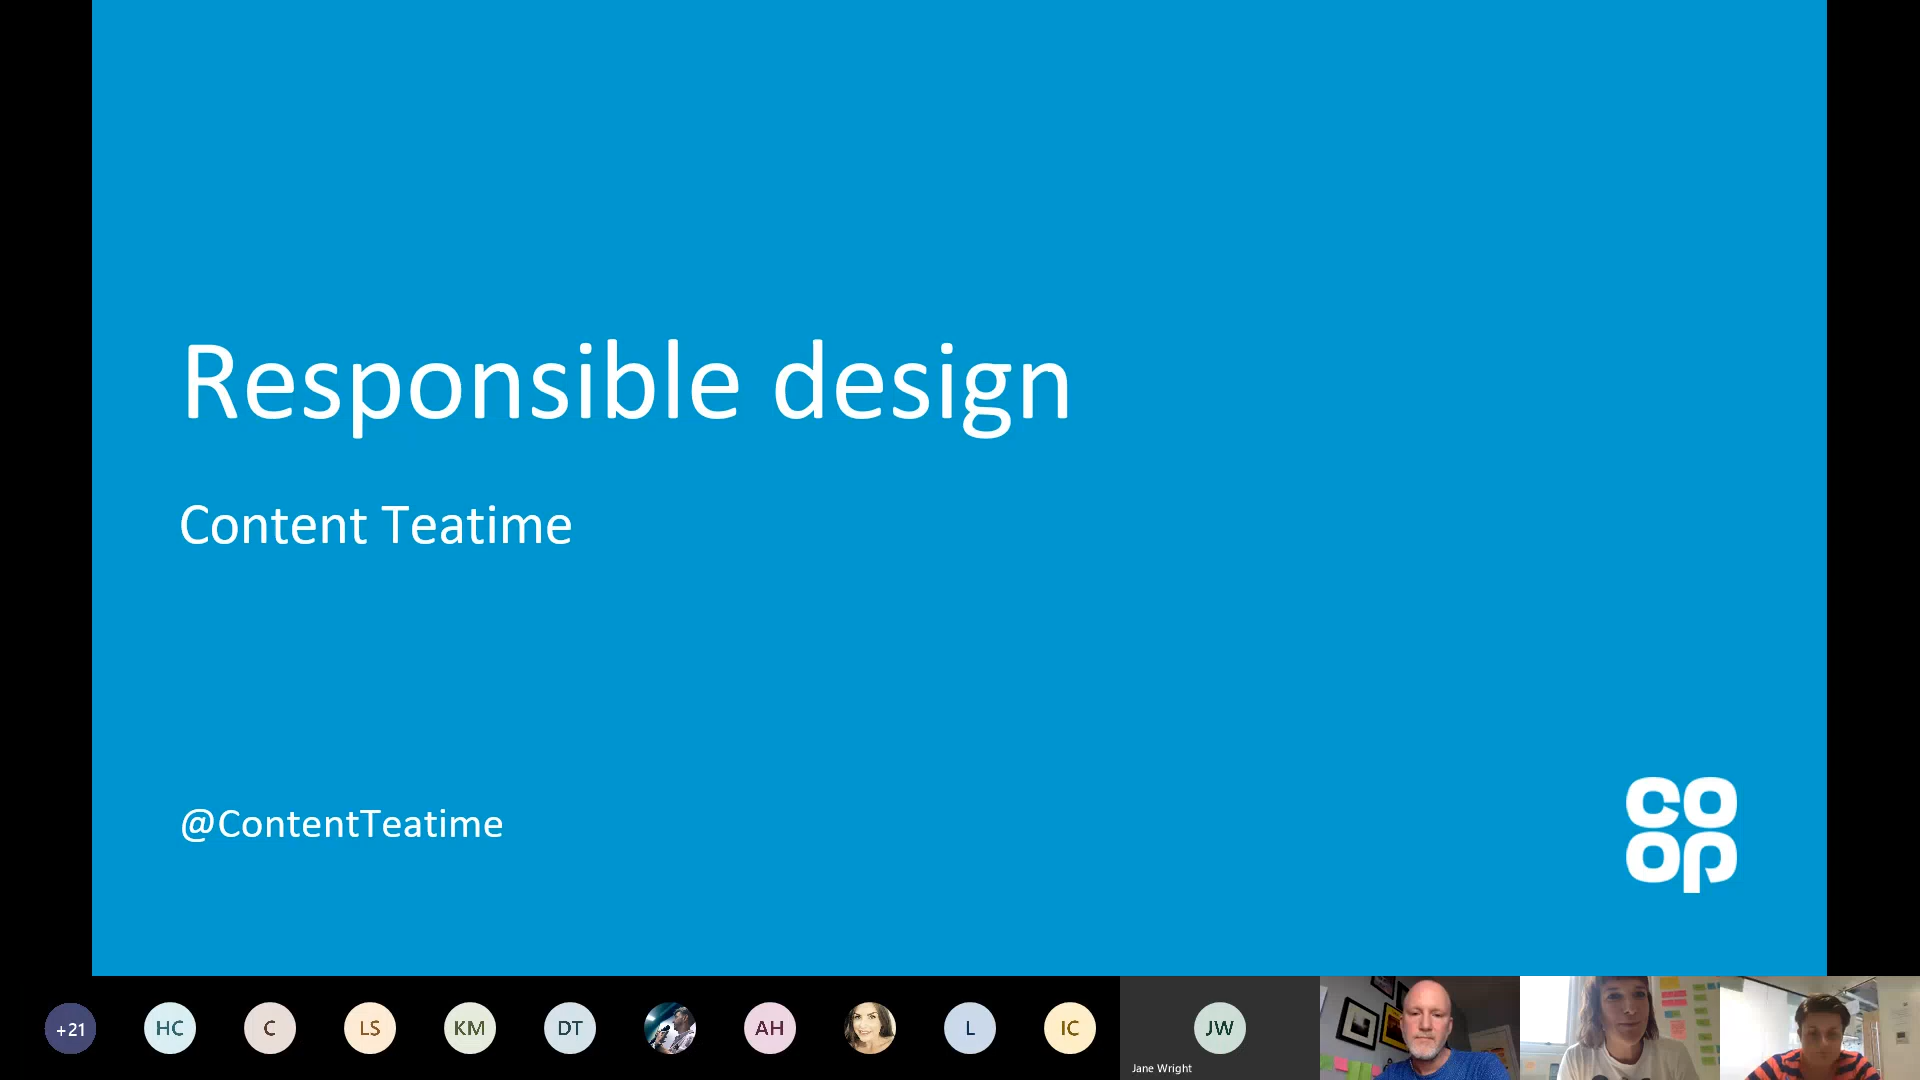 Responsible design
Content Teatime
@ContentTeatime
co
op
+21
HC
C
LS
KM
DT
AH
L
IC
JW
Jane Wright